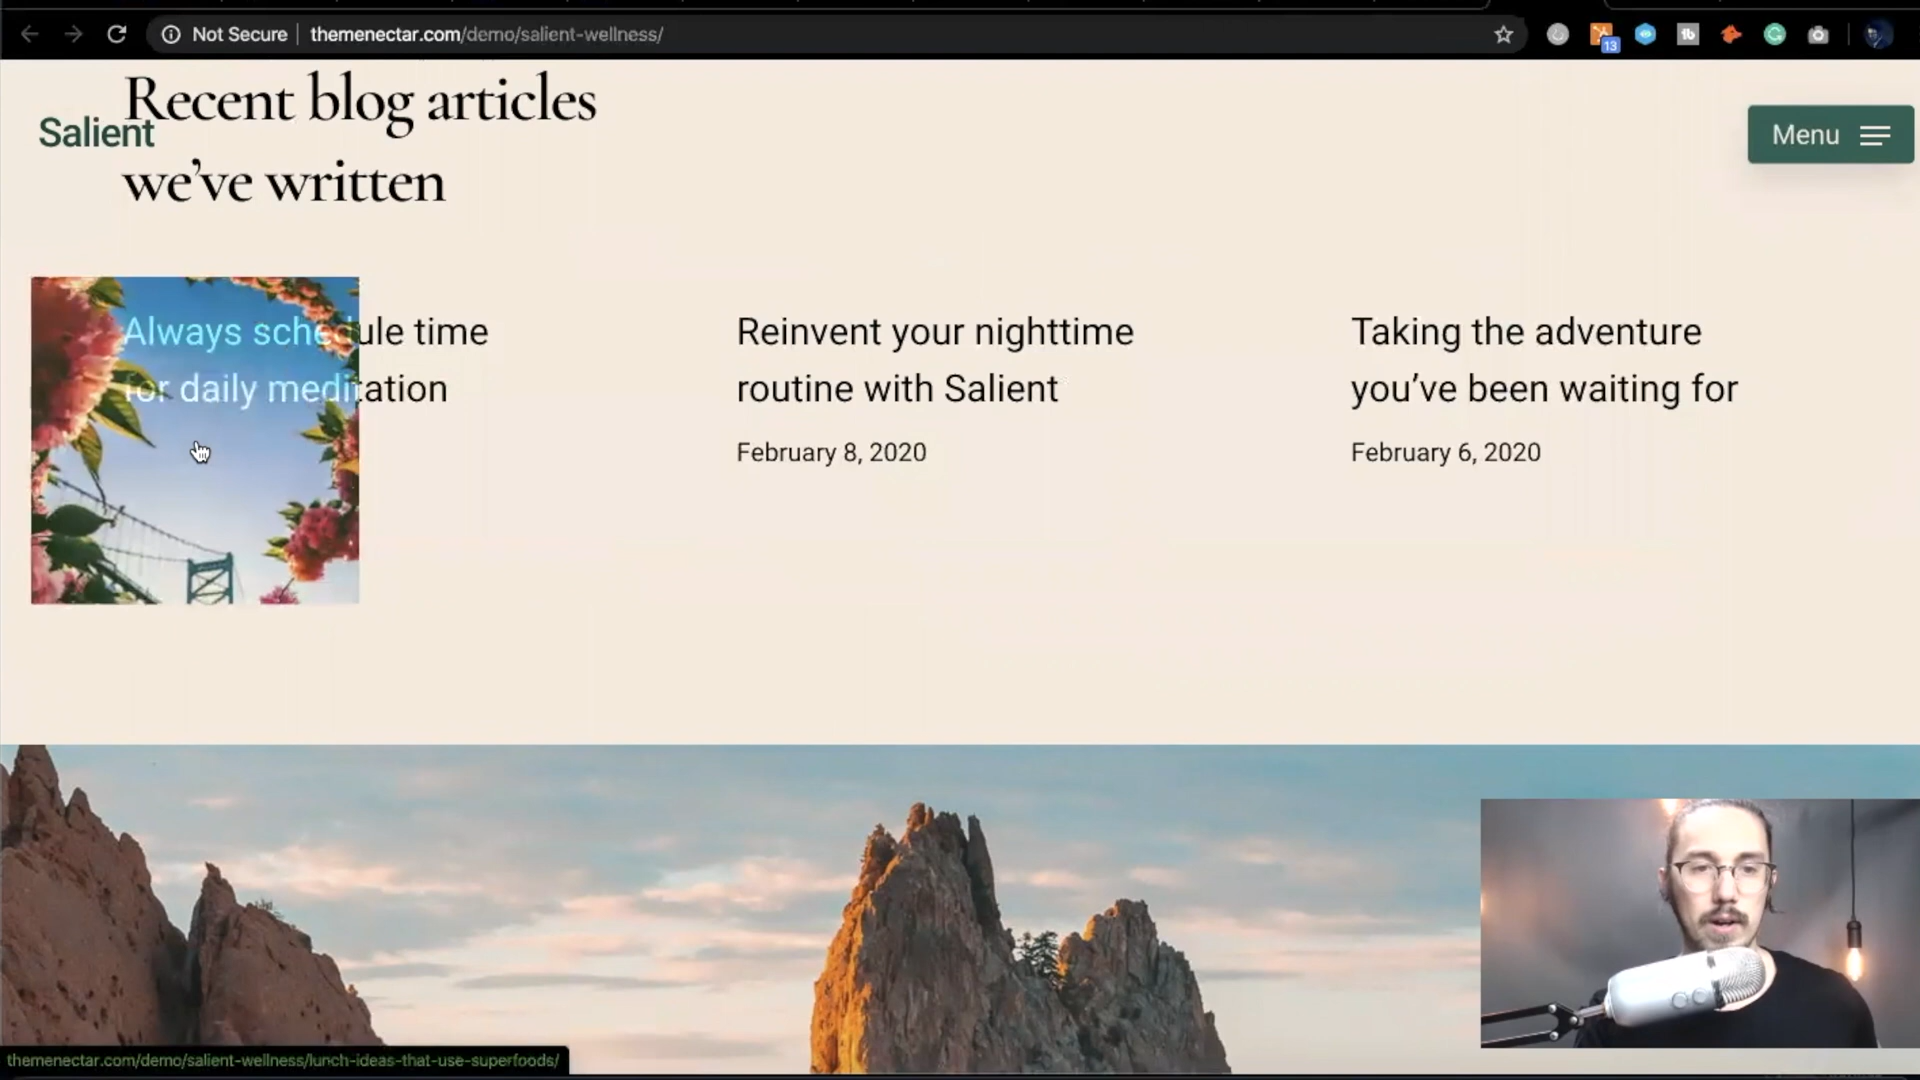 Not Secure
themenectar.com/demo/salient-wellness/
13
Recent blog articles
we’ve written
Salient
Menu
Always schedule time
for daily meditation
Reinvent your nighttime
routine with Salient
February 8, 2020
Taking the adventure
you’ve been waiting for
February 6, 2020
themenectar.com/demo/salient-wellness/lunch-ideas-that-use-superfoods/